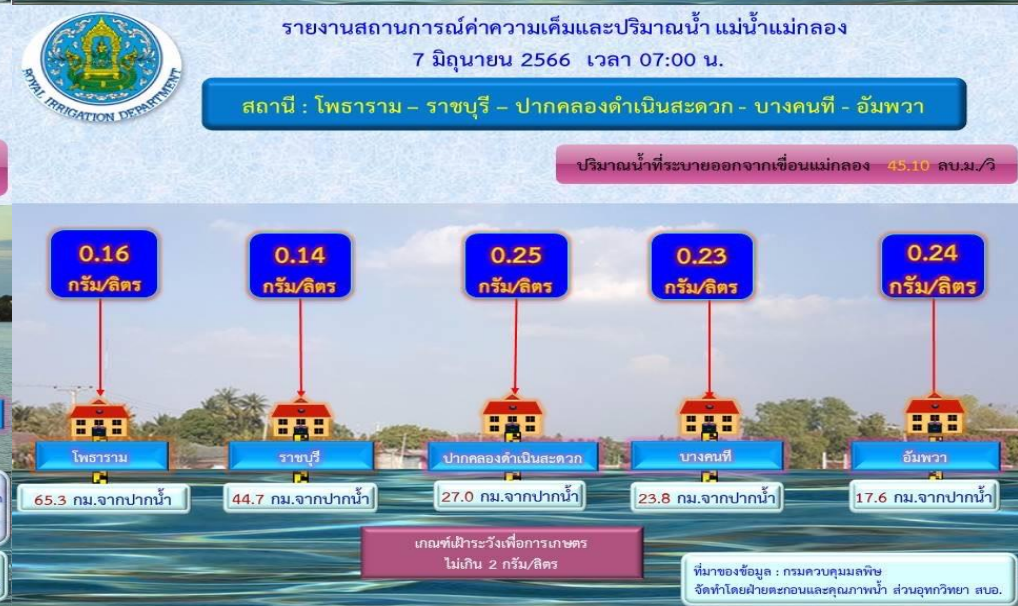 รายงานสถานการณ์ค่าความเค็มและปริมาณน้ำ แม่น้ำแม่กลอง
7 มิถุนายน 2566 เวลา 07:00 น.
ROYAL IRRIGATION DEPARTMENT
สถานี : โพธาราม – ราชบุรี – ปากคลองดำเนินสะดวก - บางคนที - อัมพวา
ปริมาณน้ำที่ระบายออกจากเขื่อนแม่กลอง 45.10 ลบ.ม./วิ
0.16 กรัม/ลิตร
0.14 กรัม/ลิตร
0.25 กรัม/ลิตร
0.23 กรัม/ลิตร
0.24 กรัม/ลิตร
โพธาราม
ราชบุรี
ปากคลองดำเนินสะดวก
บางคนที
อัมพวา
65.3 กม.จากปากน้ำ
44.7 กม.จากปากน้ำ
27.0 กม.จากปากน้ำ
23.8 กม.จากปากน้ำ
17.6 กม.จากปากน้ำ
เกณฑ์เฝ้าระวังเพื่อการเกษตร
ไม่เกิน 2 กรัม/ลิตร
ที่มาของข้อมูล : กรมควบคุมมลพิษ
จัดทำโดยฝ่ายตะกอนและคุณภาพน้ำ ส่วนอุทกวิทยา สบอ.